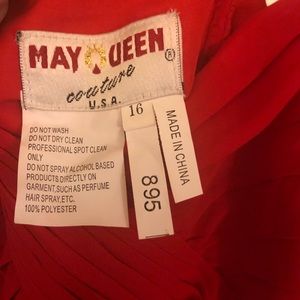 MAY QUEEN ®
couture
U.S.A.
16
MADE IN CHINA
895
DO NOT WASH
DO NOT DRY CLEAN
PROFESSIONAL SPOT CLEAN
ONLY
DO NOT SPRAY ALCOHOL BASED
PRODUCTS DIRECTLY ON
GARMENT,SUCH AS PERFUME
HAIR SPRAY,ETC.
100% POLYESTER